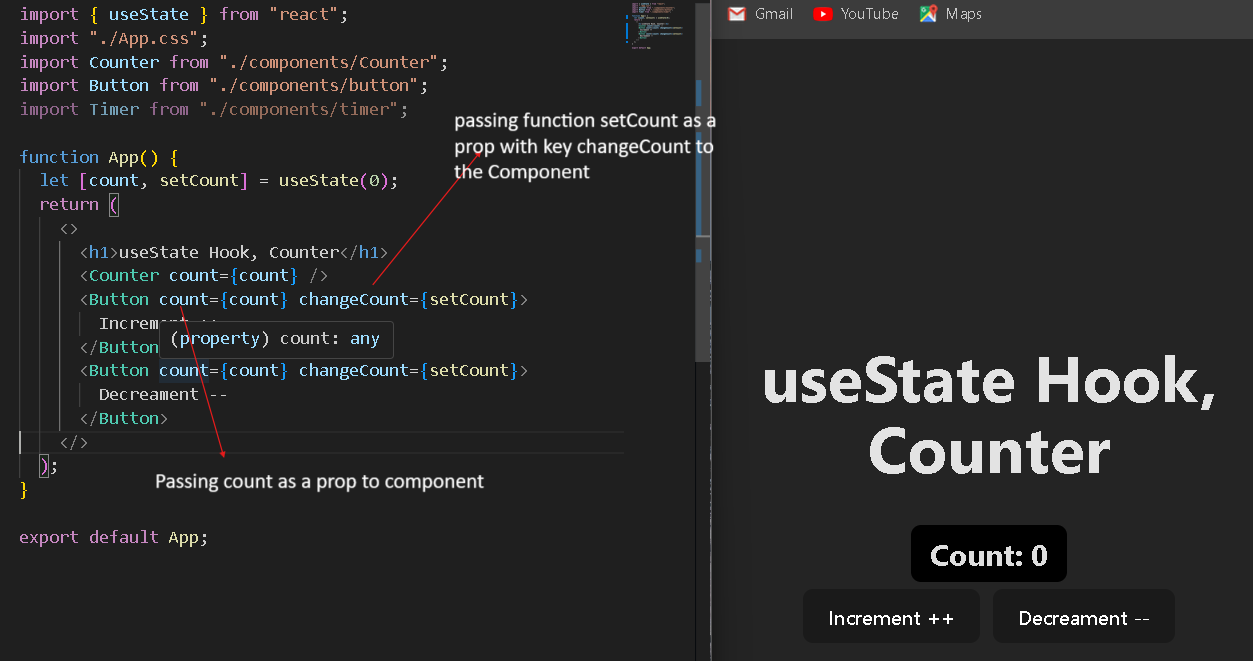 import { useState } from "react";
import "./App.css";
import Counter from "./components/Counter";
import Button from "./components/button";
import Timer from "./components/timer";
function App() {
let [count, setCount] = useState(0);
return (
<>
<h1>useState Hook, Counter</h1>
<Counter count={count} />
<Button count={count} changeCount={setCount}>
Increment
</Button
(property) count: any
<Button count={count} changeCount={setCount}>
Decreament --
</Button>
</>
);
}
export default App;
passing function setCount as a
prop with key changeCount to
the Component
Passing count as a prop to component
Gmail
YouTube
Maps
useState Hook,
Counter
Count: 0
Increment ++
Decreament --